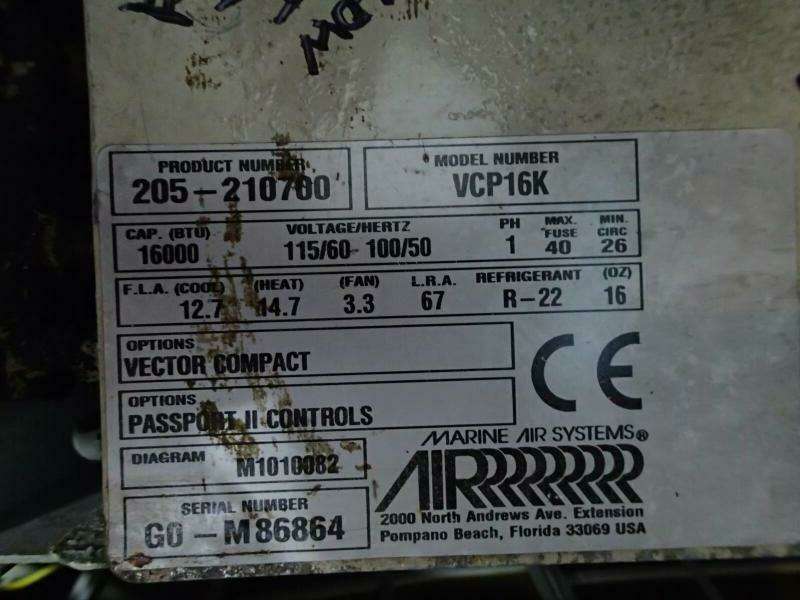 PRODUCT NUMBER MODEL NUMBER
205-210700 VCP16K
CAP. (BTU) VOLTAGE/HERTZ PH MAX. FUSE MIN. CIRC
16000 115/60 100/50 1 40 26
F.L.A. (COOL) (HEAT) (FAN) L.R.A. REFRIGERANT (OZ)
12.7 14.7 3.3 67 R-22 16
OPTIONS
VECTOR COMPACT
OPTIONS
PASSPORT II CONTROLS
CE
DIAGRAM M1010082
SERIAL NUMBER
G0-M86864
MARINE AIR SYSTEMS®
AIR
2000 North Andrews Ave. Extension
Pompano Beach, Florida 33069 USA